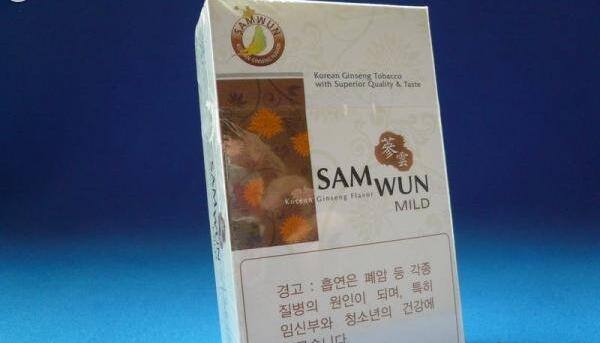 SAMWUN
Korean Ginseng Tobacco
with Superior Quality & Taste
蔘雲
SAM WUN
Korean Ginseng Flavor
MILD
경고 : 흡연은 폐암 등 각종
질병의 원인이 되며, 특히
임신부와 청소년의 건강에